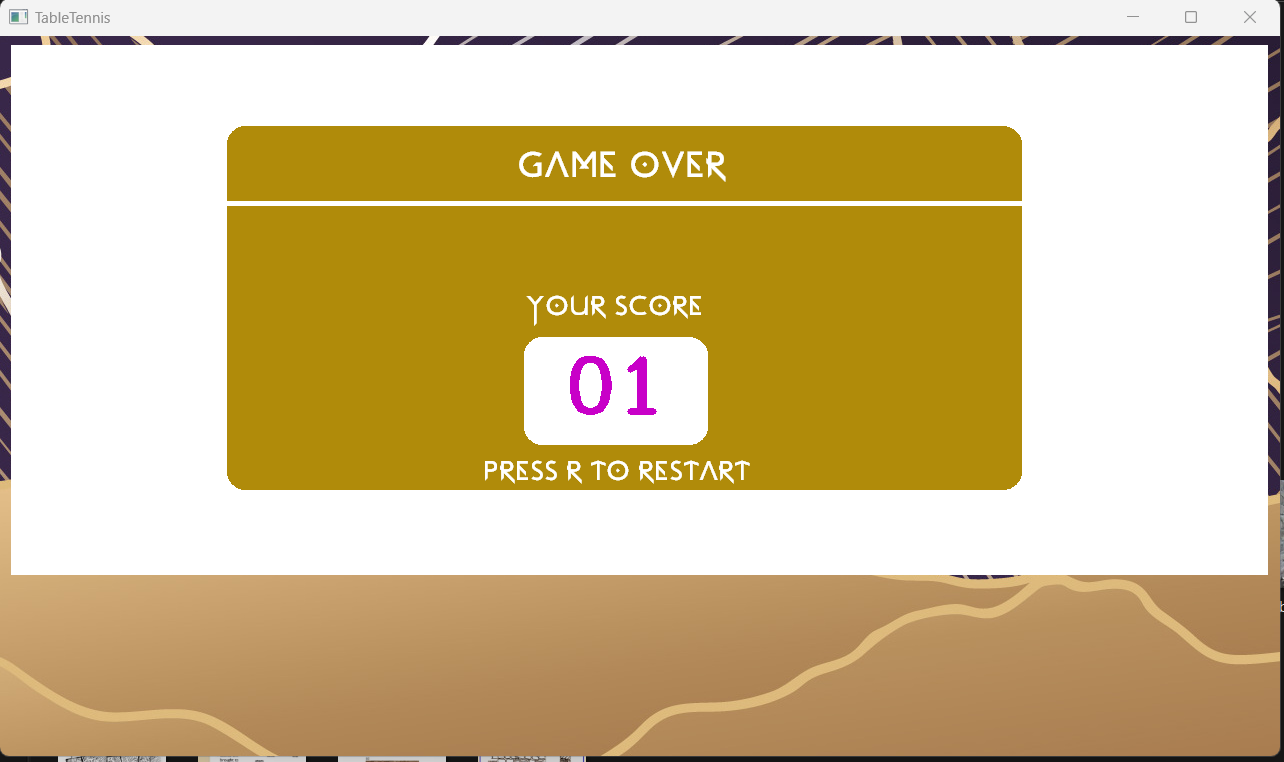 TableTennis
GAME OVER
YOUR SCORE
01
PRESS R TO RESTART